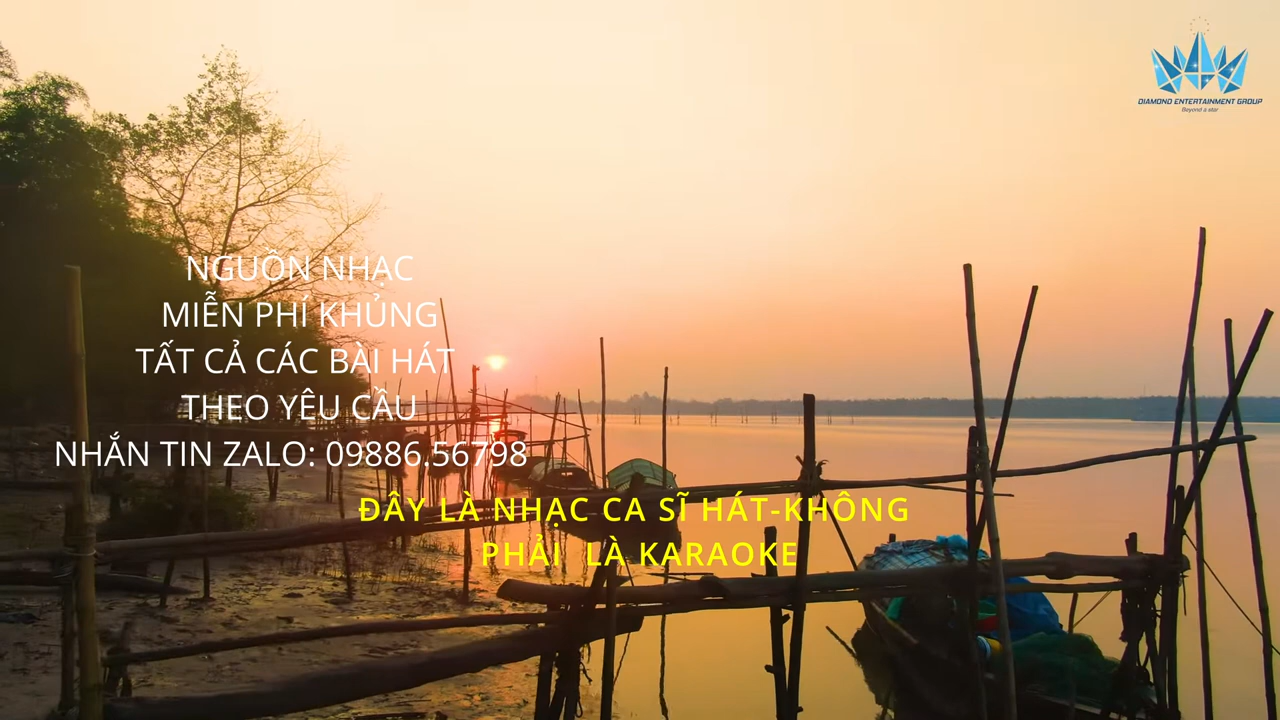 DIAMOND ENTERTAINMENT GROUP
Beyond a star
NGUỒN NHẠC
MIỄN PHÍ KHỦNG
TẤT CẢ CÁC BÀI HÁT
THEO YÊU CẦU
NHẮN TIN ZALO: 09886.56798
ĐÂY LÀ NHẠC CA SĨ HÁT-KHÔNG
PHẢI LÀ KARAOKE